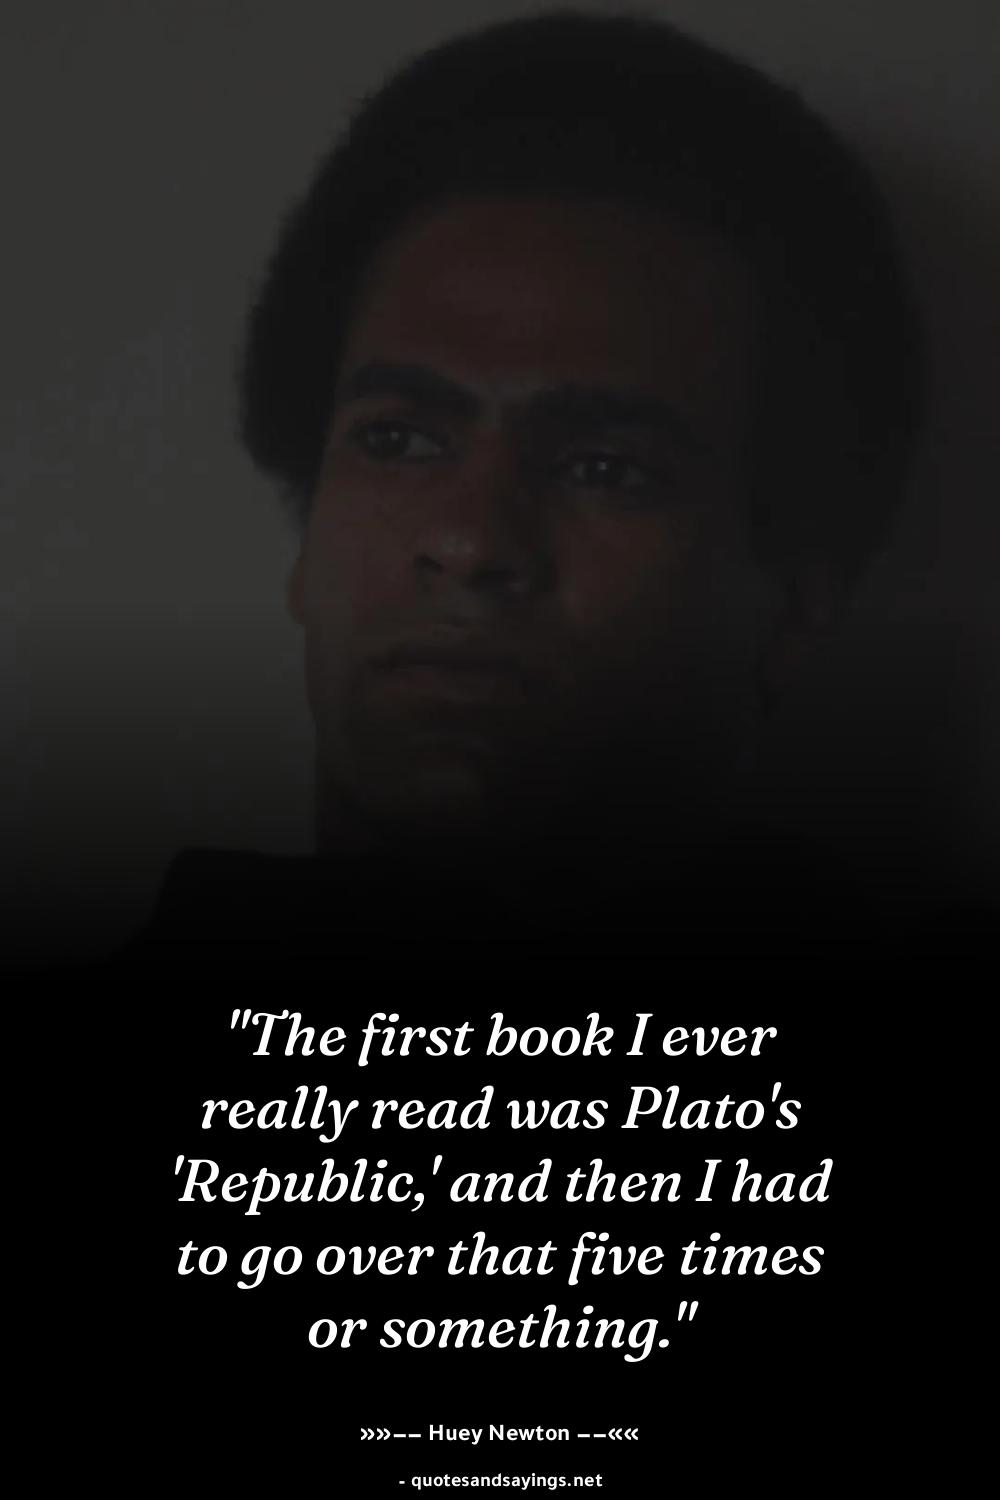 "The first book I ever
really read was Plato's
'Republic,' and then I had
to go over that five times
or something."
»»−− Huey Newton −−««
- quotesandsayings.net